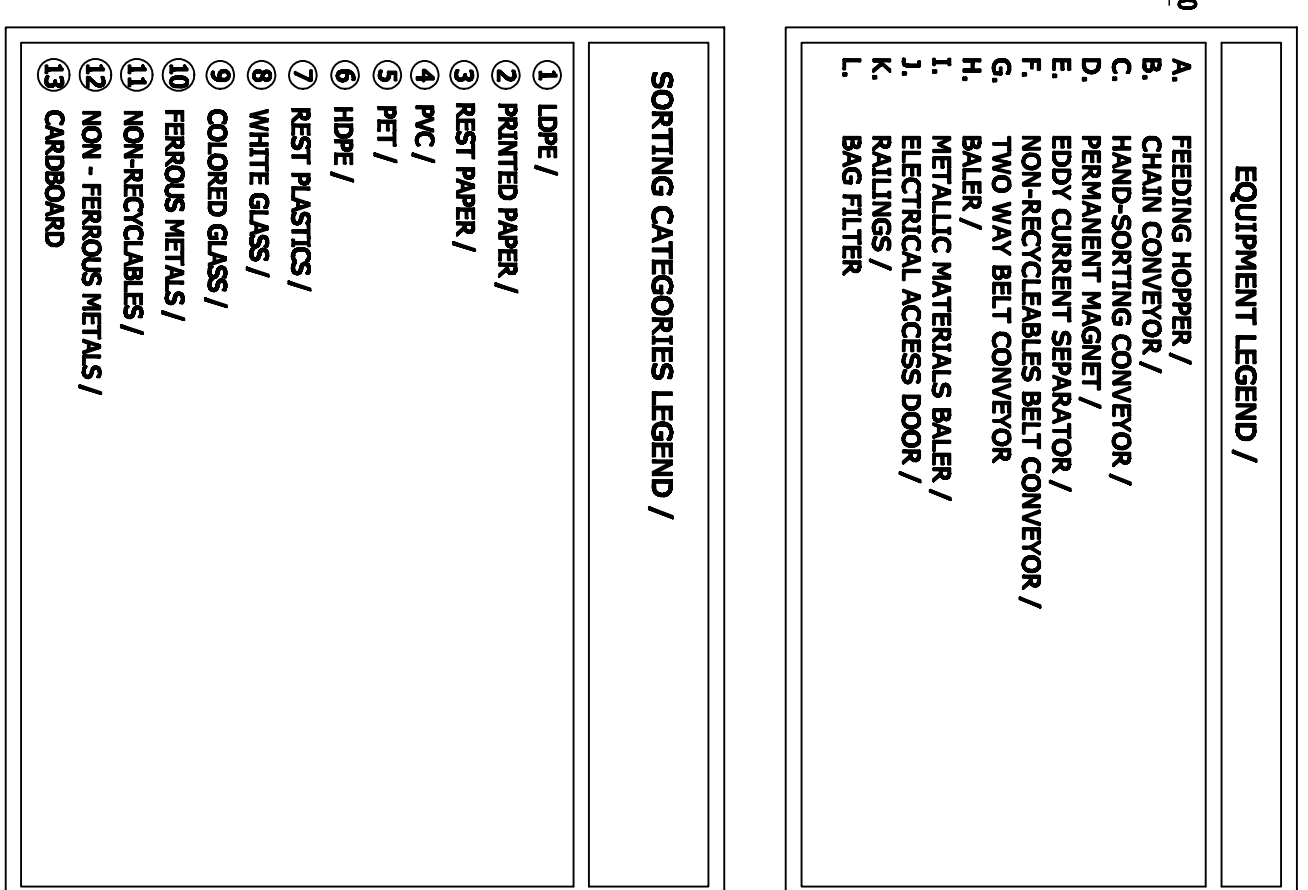 EQUIPMENT LEGEND /
A. FEEDING HOPPER /
B. CHAIN CONVEYOR /
C. HAND-SORTING CONVEYOR /
D. PERMANENT MAGNET /
E. EDDY CURRENT SEPARATOR /
F. NON-RECYCLEABLES BELT CONVEYOR /
G. TWO WAY BELT CONVEYOR
H. BALER /
I. METALLIC MATERIALS BALER /
J. ELECTRICAL ACCESS DOOR /
K. RAILINGS /
L. BAG FILTER
SORTING CATEGORIES LEGEND /
1 LDPE /
2 PRINTED PAPER /
3 REST PAPER /
4 PVC /
5 PET /
6 HDPE /
7 REST PLASTICS /
8 WHITE GLASS /
9 COLORED GLASS /
10 FERROUS METALS /
11 NON-RECYCLABLES /
12 NON - FERROUS METALS /
13 CARDBOARD